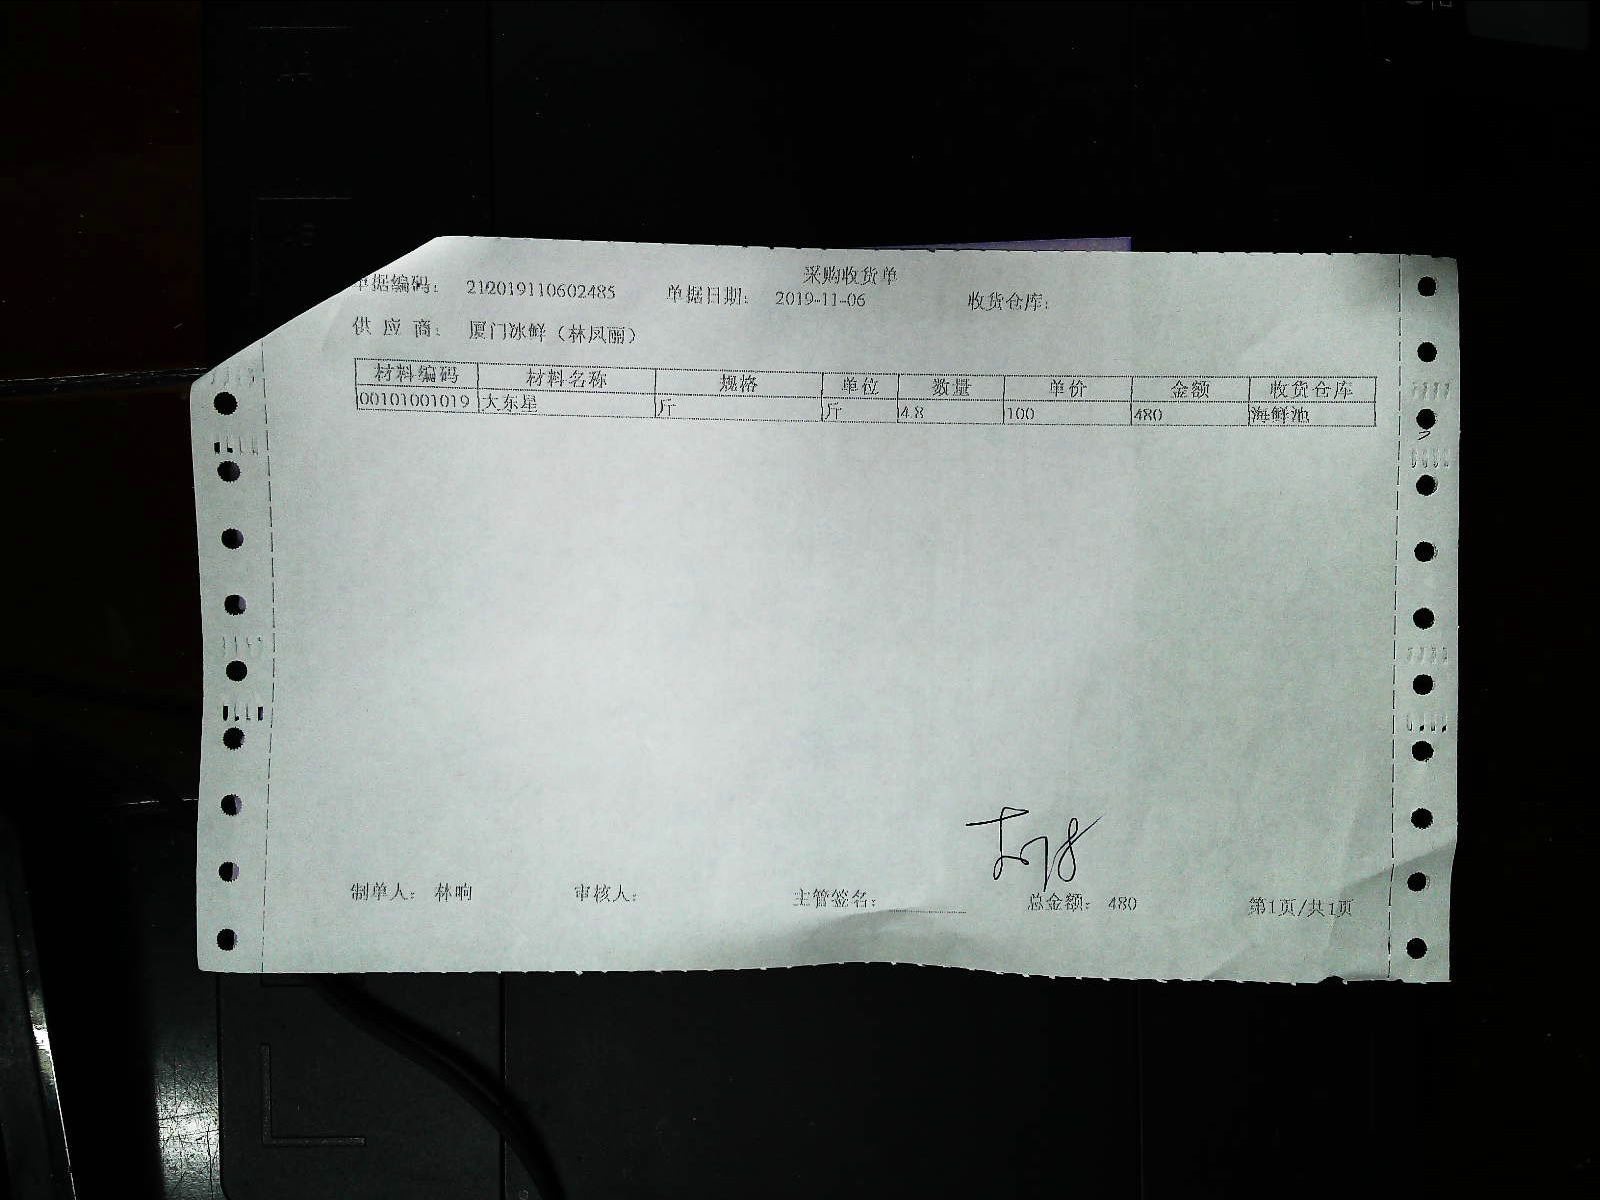 采购收货单
单据编码: 212019110602485 单据日期: 2019-11-06 收货仓库:
供 应 商: 厦门冰鲜 (林凤丽)
材料编码 材料名称 规格 单位 数量 单价 金额 收货仓库
00101001019 大东星 斤 斤 4.8 100 480 海鲜池
制单人: 林响 审核人: 主管签名: 总金额: 480 第1页/共1页